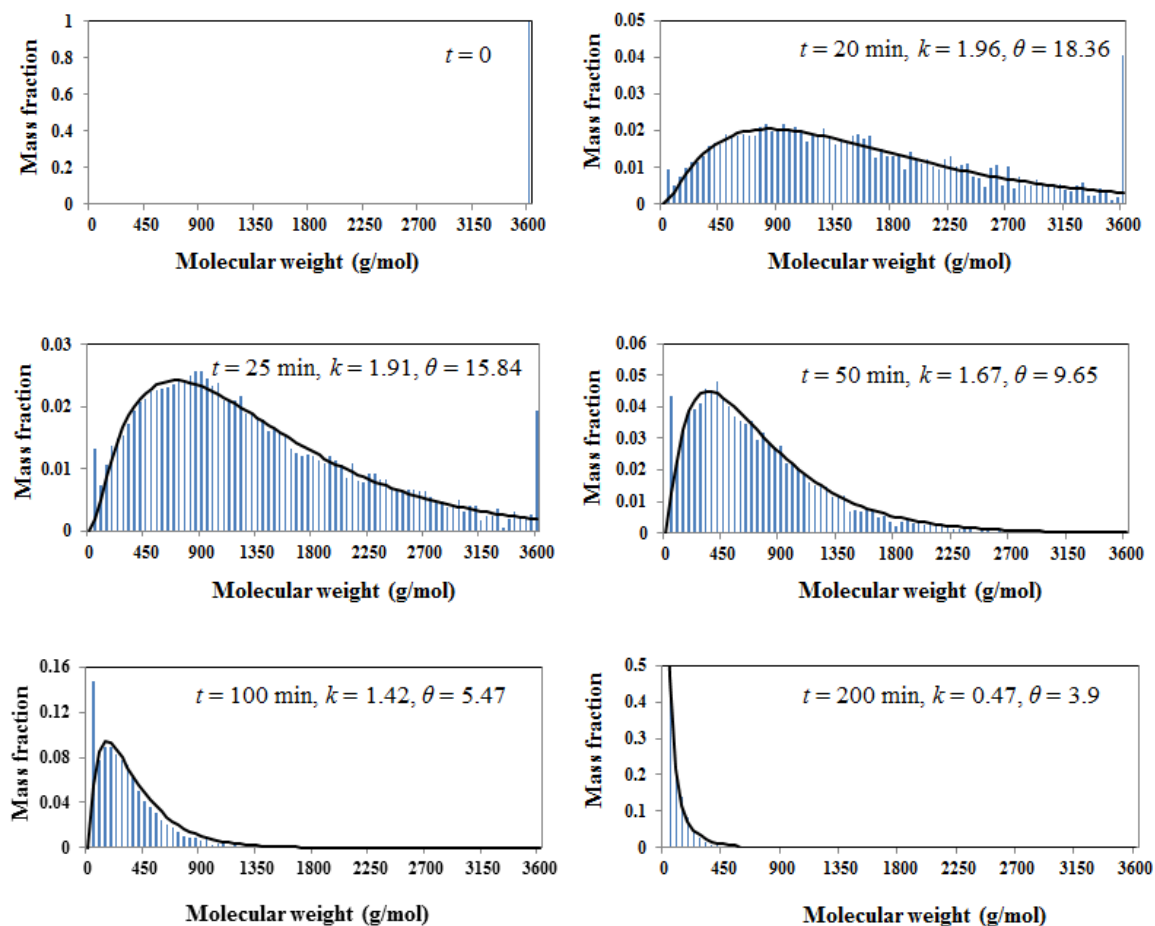 Mass fraction
1
0.8
0.6
0.4
0.2
0
t = 0
0 450 900 1350 1800 2250 2700 3150 3600
Molecular weight (g/mol)
Mass fraction
0.05
0.04
0.03
0.02
0.01
0
t = 20 min, k = 1.96, θ = 18.36
0 450 900 1350 1800 2250 2700 3150 3600
Molecular weight (g/mol)
Mass fraction
0.03
0.02
0.01
0
t = 25 min, k = 1.91, θ = 15.84
0 450 900 1350 1800 2250 2700 3150 3600
Molecular weight (g/mol)
Mass fraction
0.06
0.05
0.04
0.03
0.02
0.01
0
t = 50 min, k = 1.67, θ = 9.65
0 450 900 1350 1800 2250 2700 3150 3600
Molecular weight (g/mol)
Mass fraction
0.16
0.12
0.08
0.04
0
t = 100 min, k = 1.42, θ = 5.47
0 450 900 1350 1800 2250 2700 3150 3600
Molecular weight (g/mol)
Mass fraction
0.5
0.4
0.3
0.2
0.1
0
t = 200 min, k = 0.47, θ = 3.9
0 450 900 1350 1800 2250 2700 3150 3600
Molecular weight (g/mol)